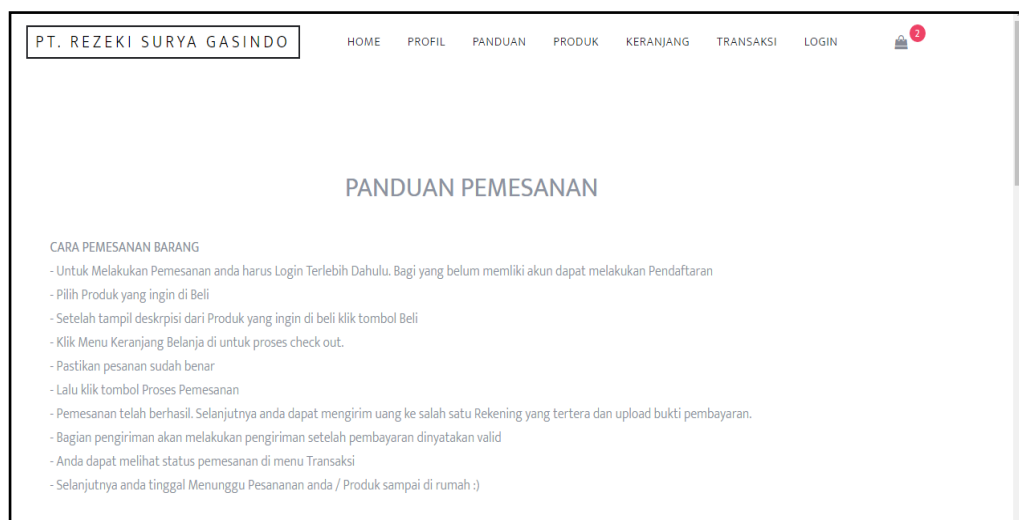 PT. REZEKI SURYA GASINDO HOME PROFIL PANDUAN PRODUK KERANJANG TRANSAKSI LOGIN 2
PANDUAN PEMESANAN
CARA PEMESANAN BARANG
- Untuk Melakukan Pemesanan anda harus Login Terlebih Dahulu. Bagi yang belum memliki akun dapat melakukan Pendaftaran
- Pilih Produk yang ingin di Beli
- Setelah tampil deskrpisi dari Produk yang ingin di beli klik tombol Beli
- Klik Menu Keranjang Belanja di untuk proses check out.
- Pastikan pesanan sudah benar
- Lalu klik tombol Proses Pemesanan
- Pemesanan telah berhasil. Selanjutnya anda dapat mengirim uang ke salah satu Rekening yang tertera dan upload bukti pembayaran.
- Bagian pengiriman akan melakukan pengiriman setelah pembayaran dinyatakan valid
- Anda dapat melihat status pemesanan di menu Transaksi
- Selanjutnya anda tinggal Menunggu Pesananan anda / Produk sampai di rumah :)